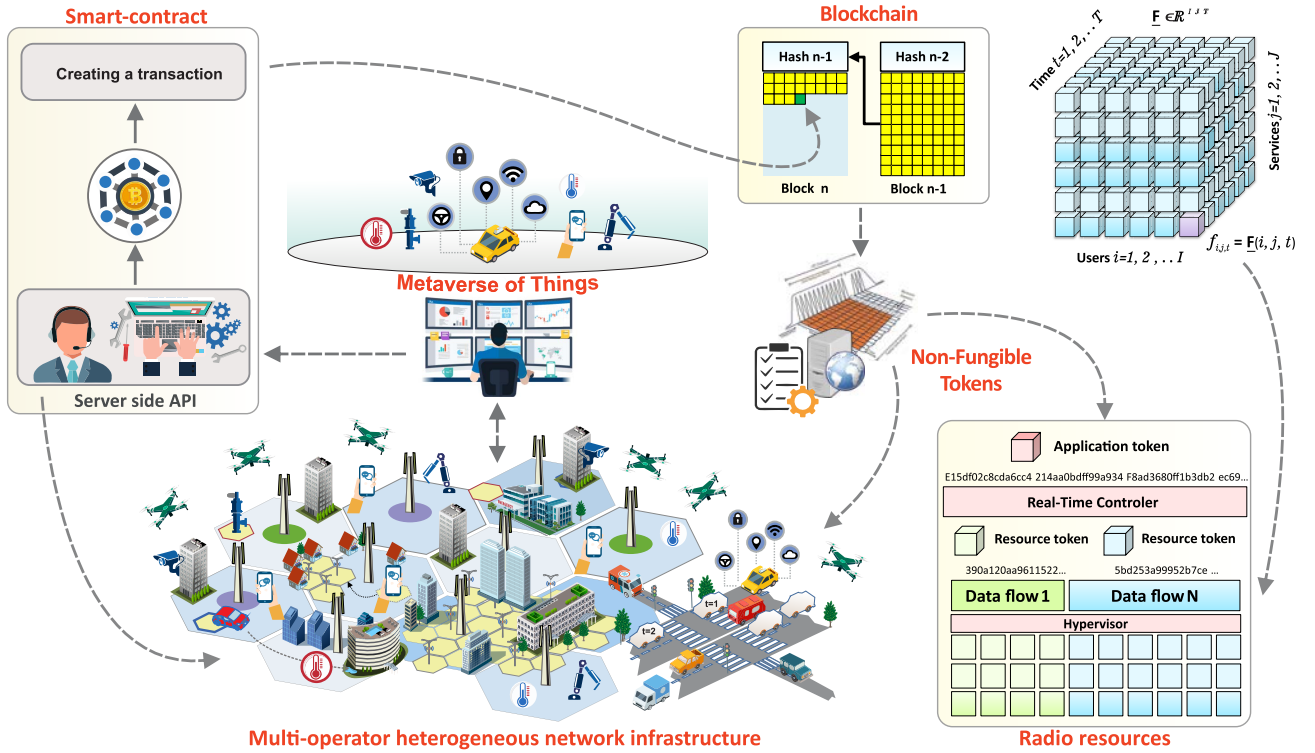 Smart-contract
Creating a transaction
Server side API
Metaverse of Things
Blockchain
Hash n-1
Hash n-2
Block n
Block n-1
Time t=1, 2, . . T
F ∈ℝ^{I J T}
Services j=1, 2, . . J
Users i=1, 2 , . . I
f_{i,j,t} = F(i, j, t)
Non-Fungible
Tokens
Application token
E15df02c8cda6cc4 214aa0bdff99a934 F8ad3680ff1b3db2 ec69...
Real-Time Controler
Resource token
Resource token
390a120aa9611522...
5bd253a99952b7ce ...
Data flow 1
Data flow N
Hypervisor
Radio resources
t=1
t=2
Multi-operator heterogeneous network infrastructure